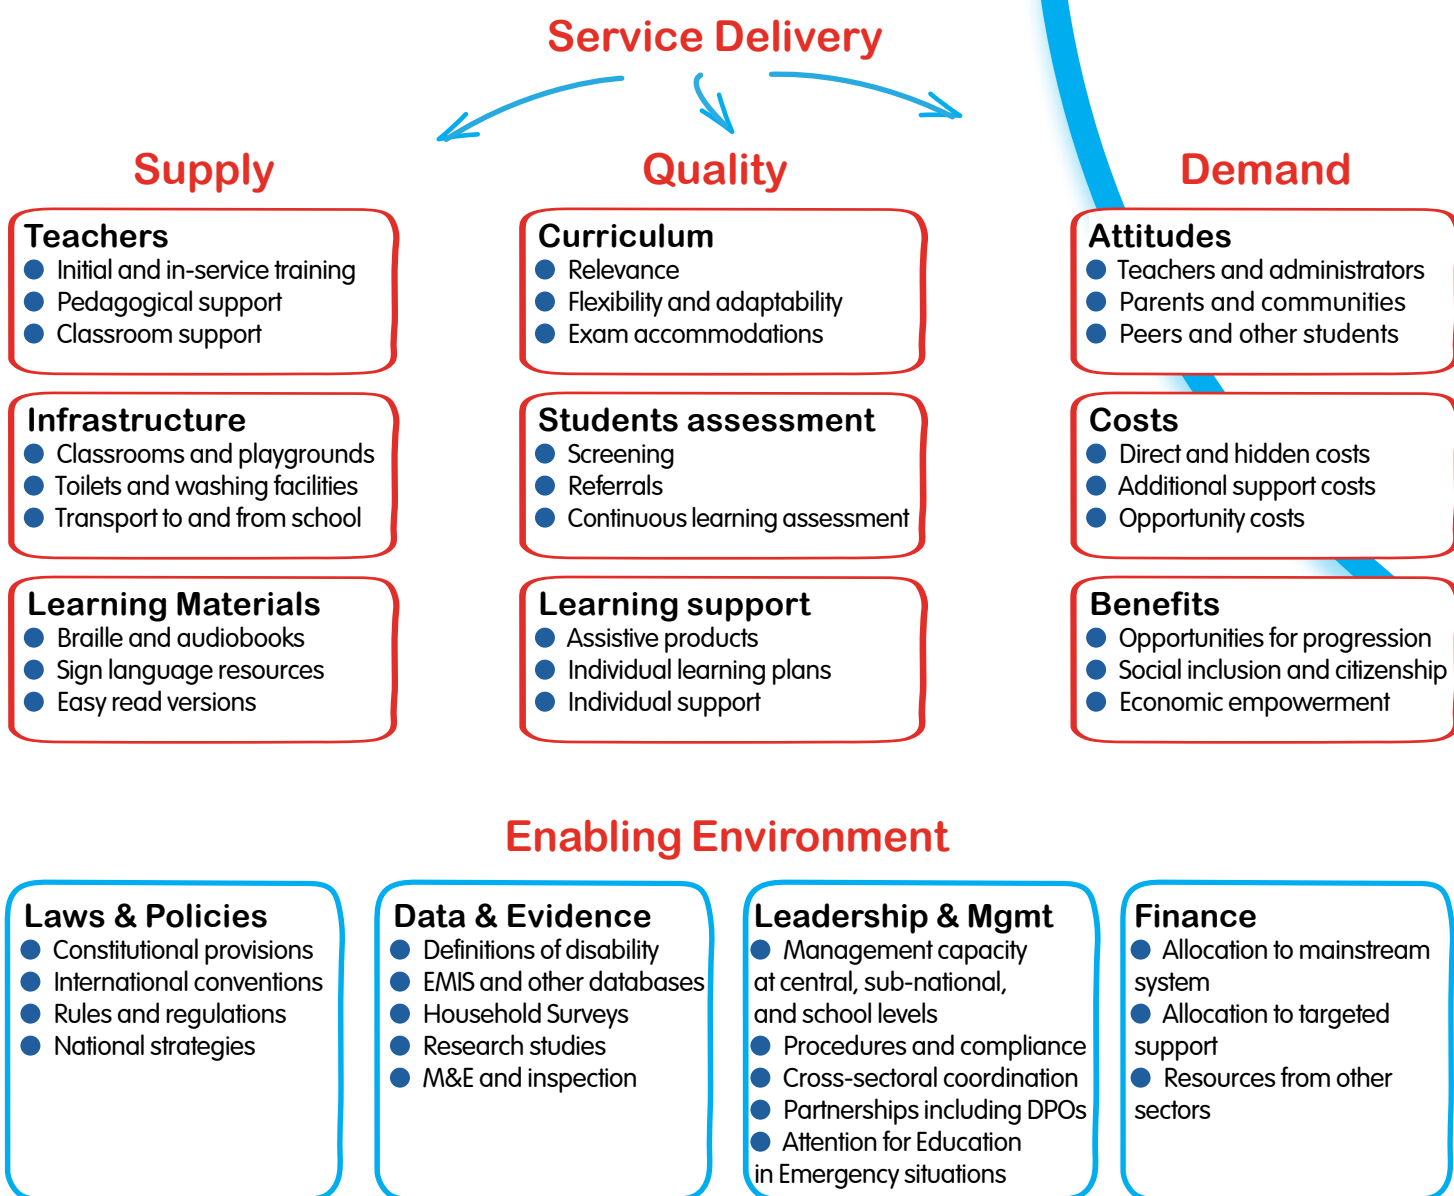 Service Delivery
Supply
Teachers
Initial and in-service training
Pedagogical support
Classroom support
Infrastructure
Classrooms and playgrounds
Toilets and washing facilities
Transport to and from school
Learning Materials
Braille and audiobooks
Sign language resources
Easy read versions
Quality
Curriculum
Relevance
Flexibility and adaptability
Exam accommodations
Students assessment
Screening
Referrals
Continuous learning assessment
Learning support
Assistive products
Individual learning plans
Individual support
Demand
Attitudes
Teachers and administrators
Parents and communities
Peers and other students
Costs
Direct and hidden costs
Additional support costs
Opportunity costs
Benefits
Opportunities for progression
Social inclusion and citizenship
Economic empowerment
Enabling Environment
Laws & Policies
Constitutional provisions
International conventions
Rules and regulations
National strategies
Data & Evidence
Definitions of disability
EMIS and other databases
Household Surveys
Research studies
M&E and inspection
Leadership & Mgmt
Management capacity
at central, sub-national,
and school levels
Procedures and compliance
Cross-sectoral coordination
Partnerships including DPOs
Attention for Education
in Emergency situations
Finance
Allocation to mainstream
system
Allocation to targeted
support
Resources from other
sectors